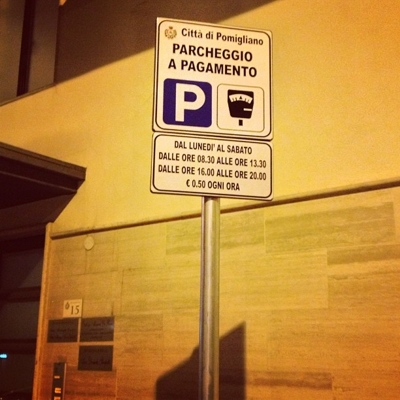 Città di Pomigliano
PARCHEGGIO
A PAGAMENTO
P
DAL LUNEDI' AL SABATO
DALLE ORE 08.30 ALLE ORE 13.30
DALLE ORE 16.00 ALLE ORE 20.00
€ 0.50 OGNI ORA
15